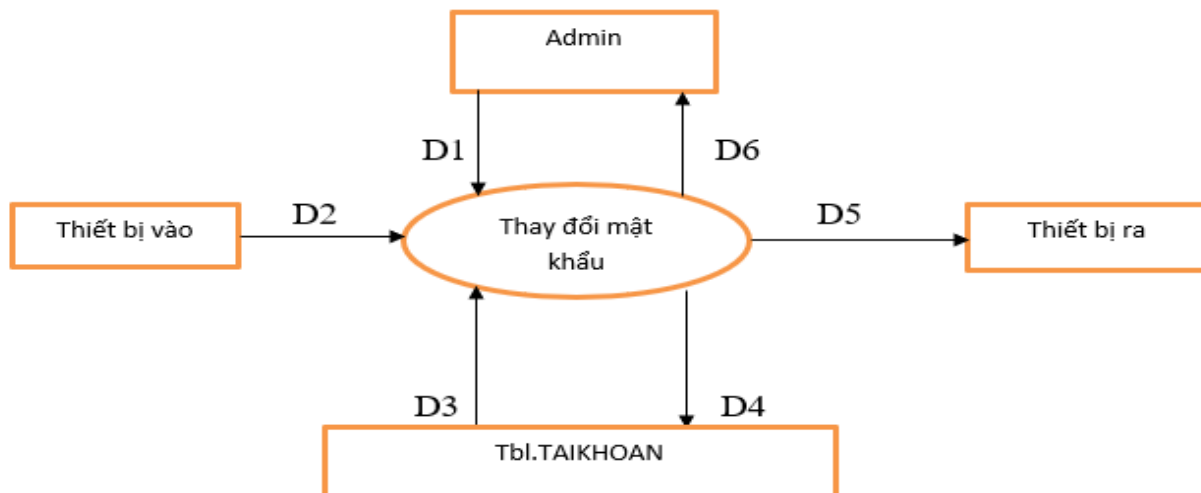 Admin
D1
D6
Thiết bị vào
D2
Thay đổi mật
khẩu
D5
Thiết bị ra
D3
D4
Tbl.TAIKHOAN